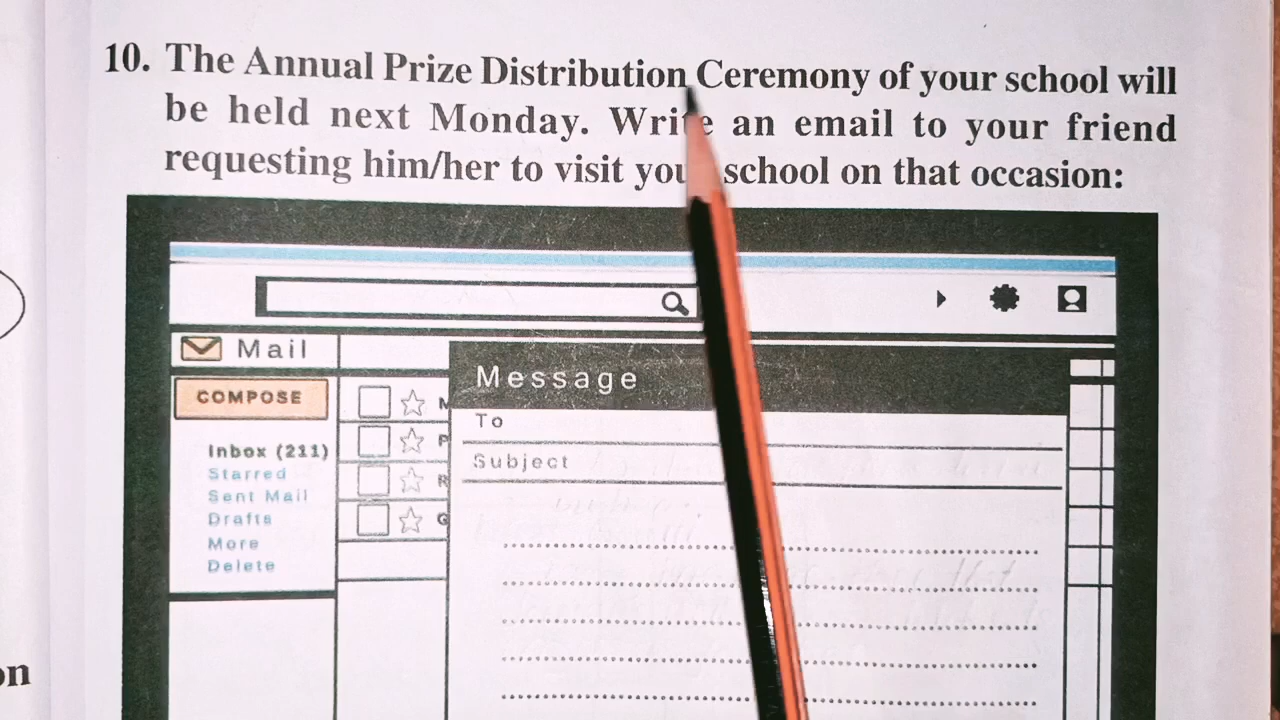 10. The Annual Prize Distribution Ceremony of your school will
be held next Monday. Write an email to your friend
requesting him/her to visit your school on that occasion:
Mail
Message
COMPOSE
To
Subject
Inbox (211)
Starred
Sent Mail
Drafts
More
Delete
M
P
R
G
on